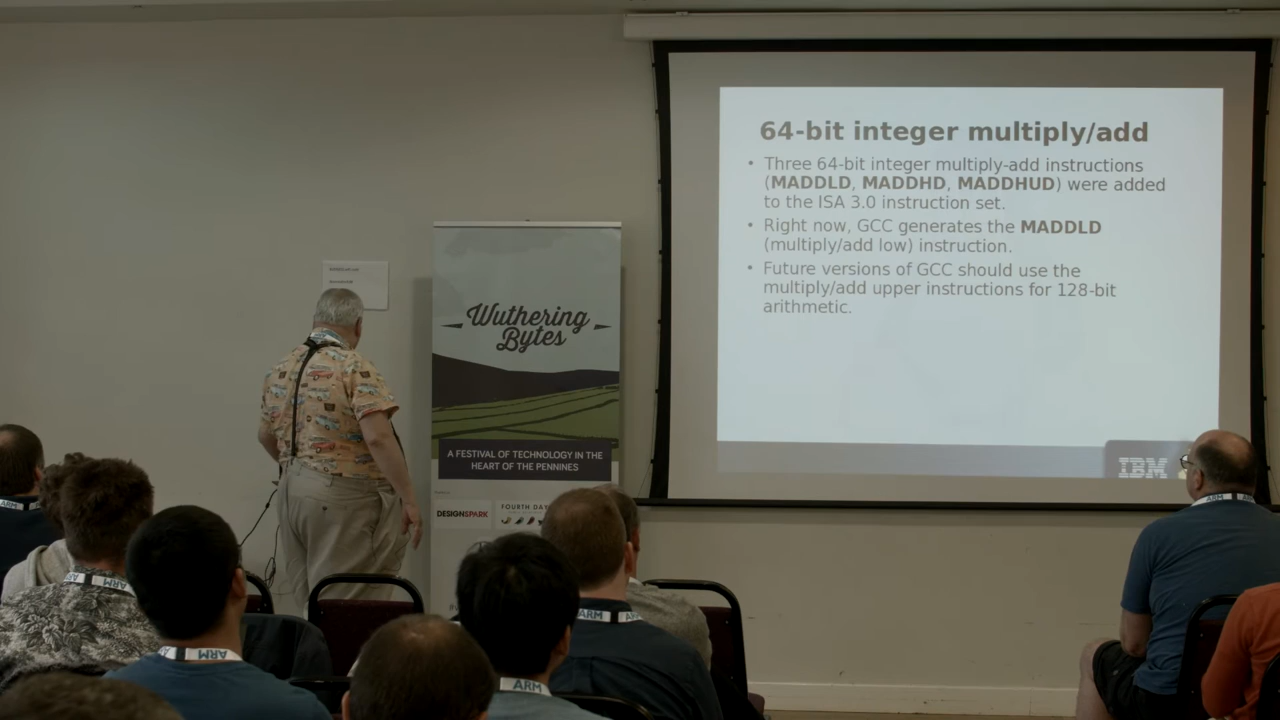 64-bit integer multiply/add
• Three 64-bit integer multiply-add instructions
(MADDLD, MADDHD, MADDHUD) were added
to the ISA 3.0 instruction set.
• Right now, GCC generates the MADDLD
(multiply/add low) instruction.
• Future versions of GCC should use the
multiply/add upper instructions for 128-bit
arithmetic.
IBM
Wuthering
Bytes
A FESTIVAL OF TECHNOLOGY IN THE
HEART OF THE PENNINES
DESIGNSPARK
FOURTH DAY
ARM
ARM
ARM
ARM
ARM
ARM